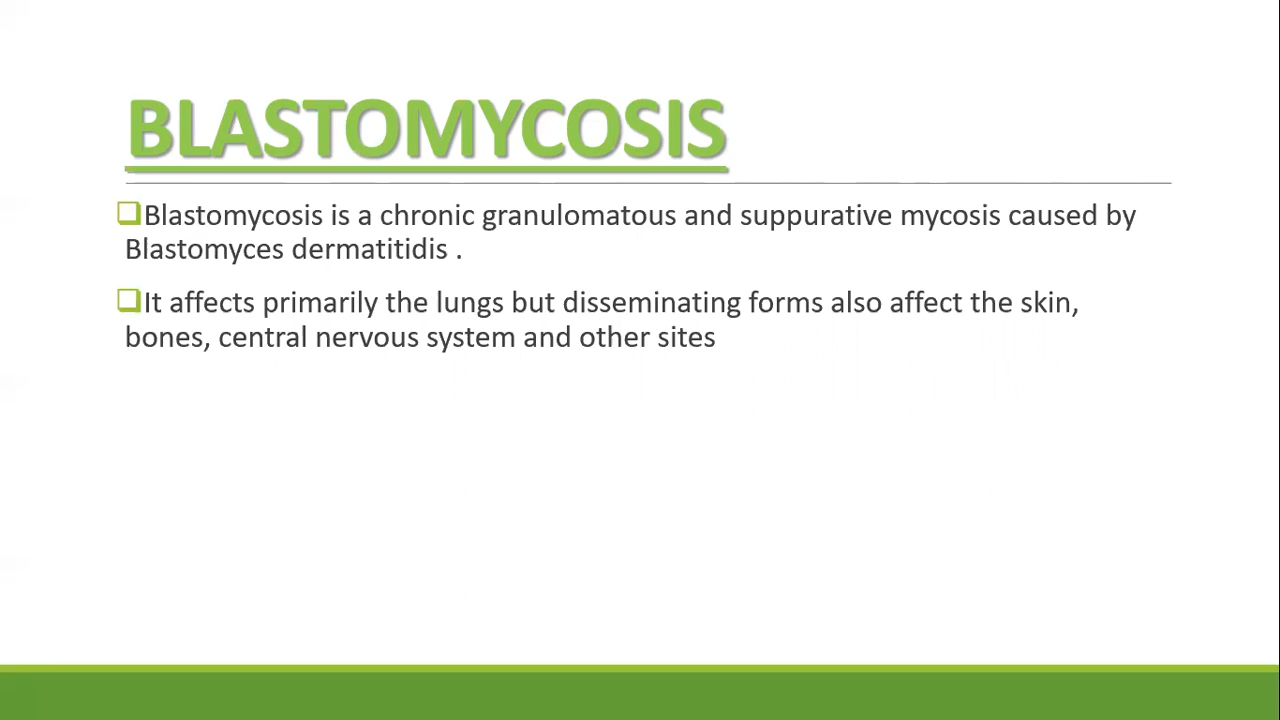 BLASTOMYCOSIS
Blastomycosis is a chronic granulomatous and suppurative mycosis caused by
Blastomyces dermatitidis .
It affects primarily the lungs but disseminating forms also affect the skin,
bones, central nervous system and other sites